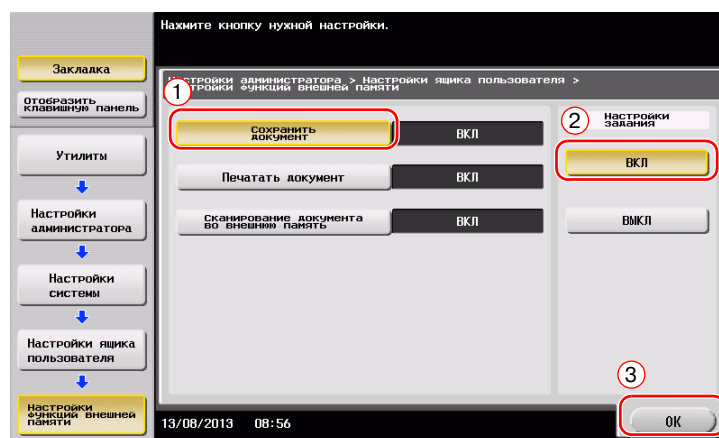 Нажмите кнопку нужной настройки.
Закладка
Отобразить
клавишную панель
Утилиты
Настройки
администратора
Настройки
системы
Настройки ящика
пользователя
Настройки
функций внешней
памяти
Настройки администратора > Настройки ящика пользователя >
Настройки функций внешней памяти
1
Сохранить
документ
ВКЛ
Печатать документ
ВКЛ
Сканирование документа
во внешнюю память
ВКЛ
2
Настройки
задания
ВКЛ
ВЫКЛ
3
13/08/2013 08:56
OK